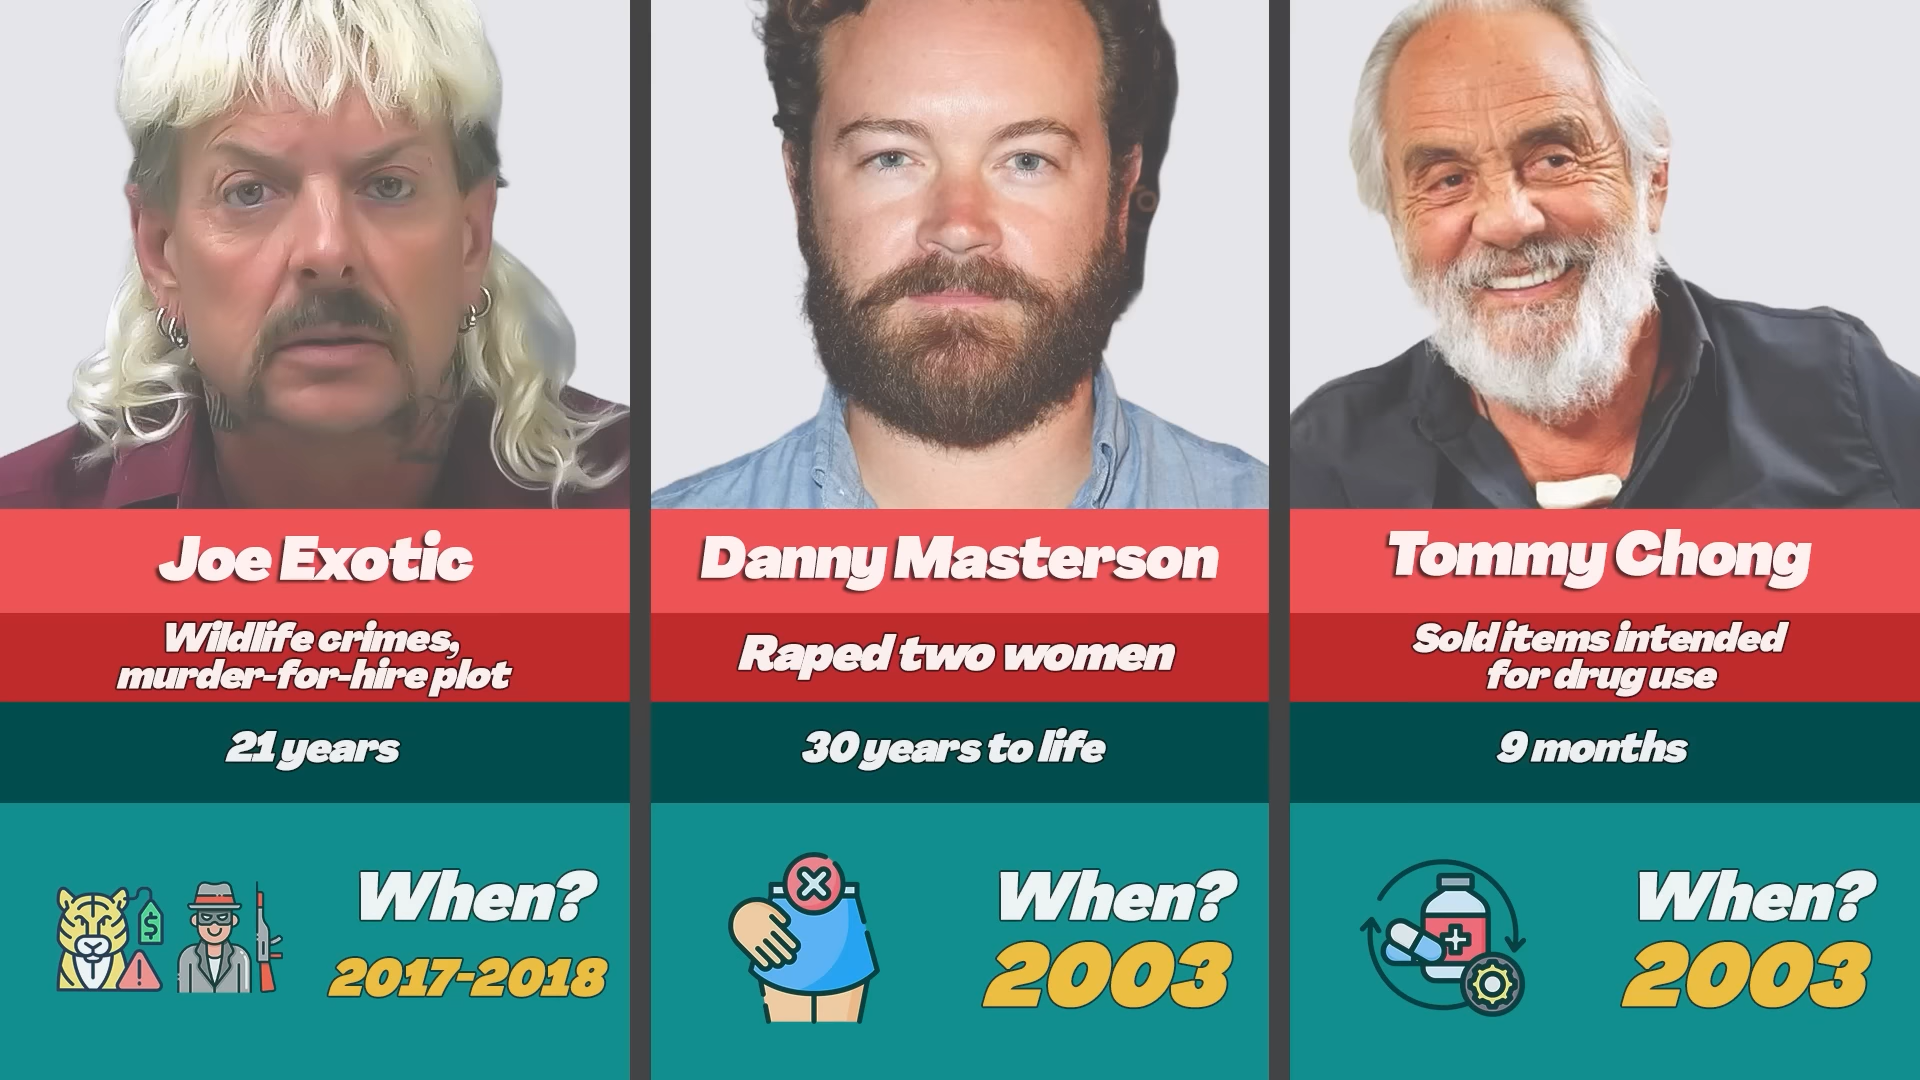 Joe Exotic
Wildlife crimes,
murder-for-hire plot
21 years
When?
2017-2018
Danny Masterson
Raped two women
30 years to life
When?
2003
Tommy Chong
Sold items intended
for drug use
9 months
When?
2003